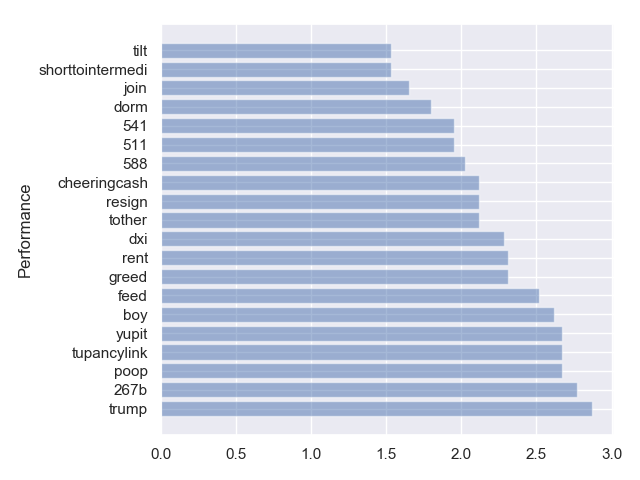 tilt
shorttointermedi
join
dorm
541
511
588
cheeringcash
resign
tother
dxi
rent
greed
feed
boy
yupit
tupancylink
poop
267b
trump
Performance
0.0 0.5 1.0 1.5 2.0 2.5 3.0